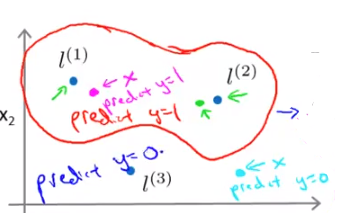 l(1)
← x
predict y=1
l(2)
predict y=1
x2
predict y=0.
l(3)
← x
predict y=0